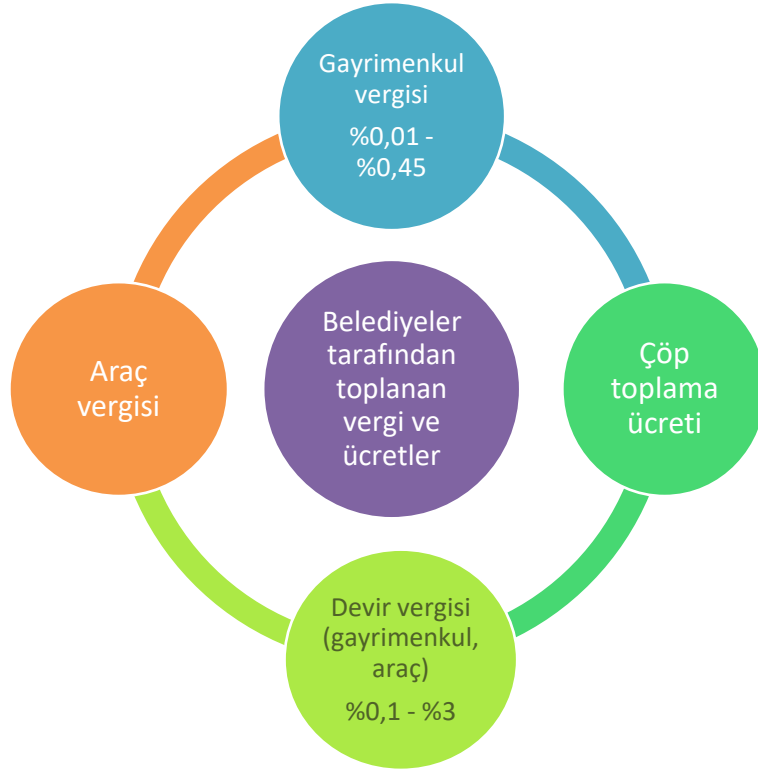 Gayrimenkul
vergisi
%0,01 -
%0,45
Araç
vergisi
Belediyeler
tarafından
toplanan
vergi ve
ücretler
Çöp
toplama
ücreti
Devir vergisi
(gayrimenkul,
araç)
%0,1 - %3